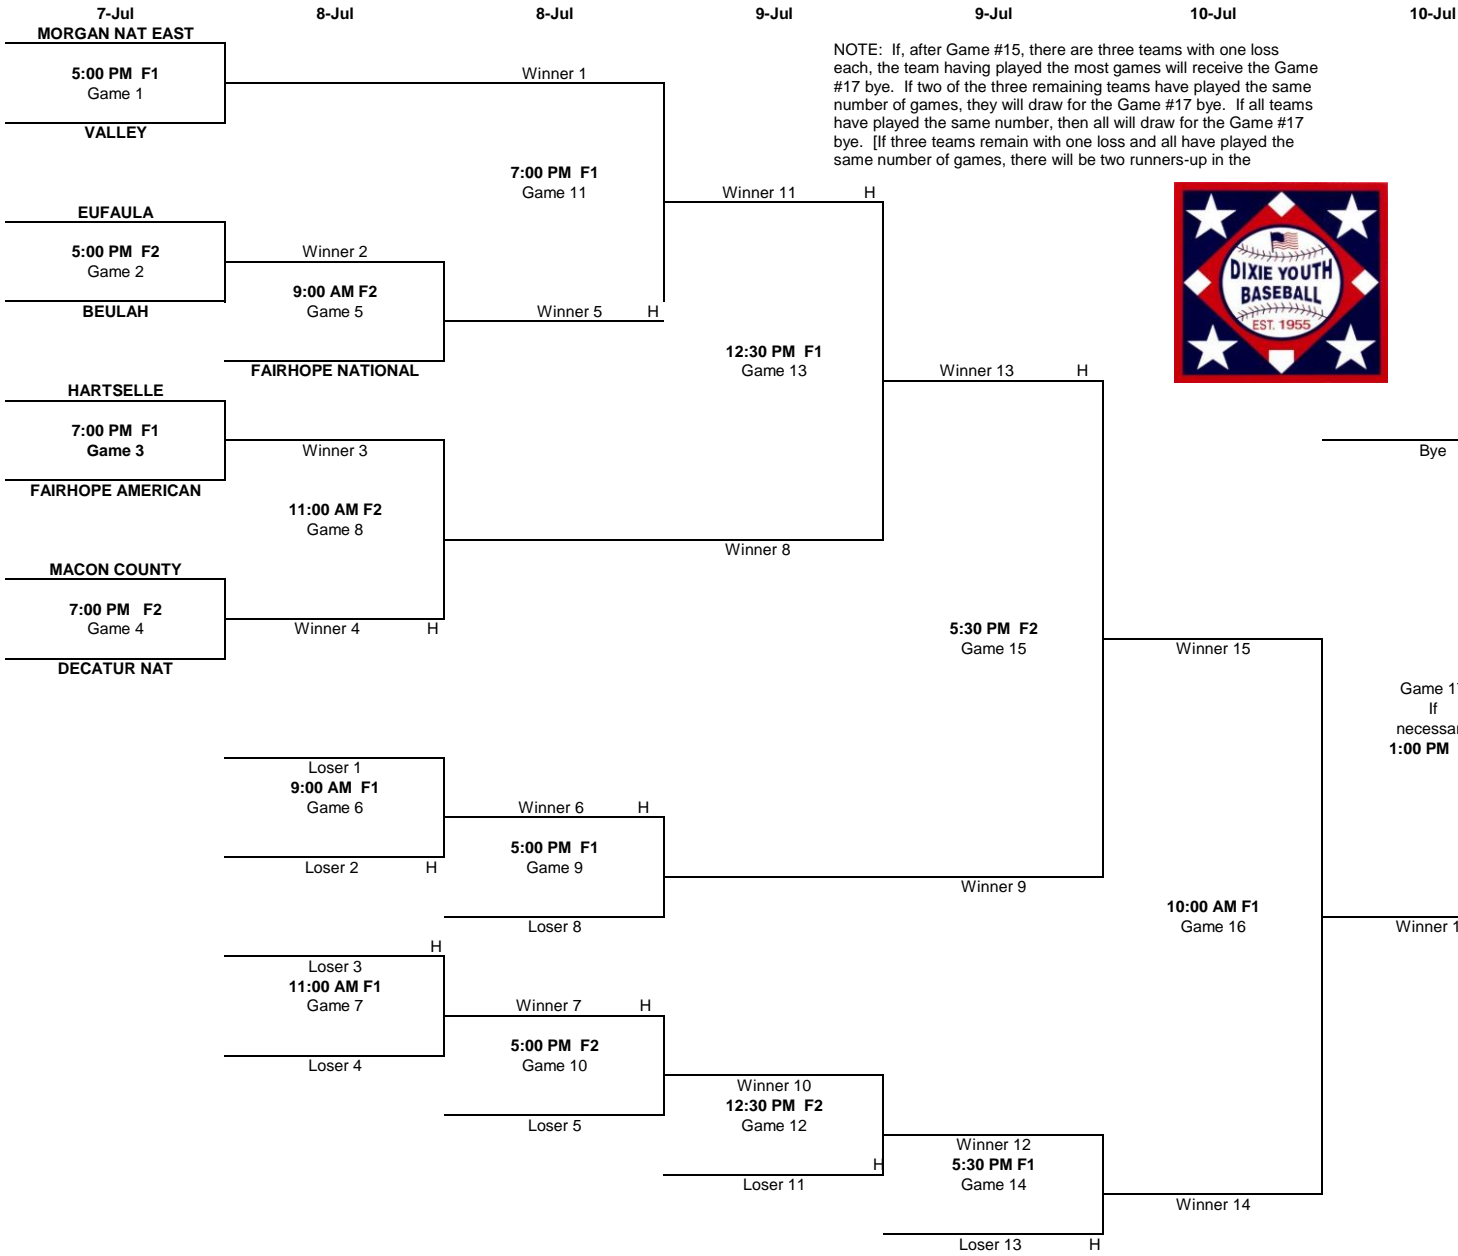 7-Jul 8-Jul 8-Jul 9-Jul 9-Jul 10-Jul 10-Jul
MORGAN NAT EAST
5:00 PM F1
Game 1
VALLEY
Winner 1
NOTE: If, after Game #15, there are three teams with one loss
each, the team having played the most games will receive the Game
#17 bye. If two of the three remaining teams have played the same
number of games, they will draw for the Game #17 bye. If all teams
have played the same number, then all will draw for the Game #17
bye. [If three teams remain with one loss and all have played the
same number of games, there will be two runners-up in the
7:00 PM F1
Game 11
Winner 11 H
DIXIE YOUTH
BASEBALL
EST. 1955
EUFAULA
5:00 PM F2
Game 2
BEULAH
Winner 2
9:00 AM F2
Game 5
FAIRHOPE NATIONAL
Winner 5 H
12:30 PM F1
Game 13
Winner 13 H
HARTSELLE
7:00 PM F1
Game 3
FAIRHOPE AMERICAN
Winner 3
11:00 AM F2
Game 8
Winner 8
Bye
MACON COUNTY
7:00 PM F2
Game 4
DECATUR NAT
Winner 4 H
5:30 PM F2
Game 15
Winner 15
Game 1
If
necessa
1:00 PM
Loser 1
9:00 AM F1
Game 6
Loser 2 H
Winner 6 H
5:00 PM F1
Game 9
Loser 8
Winner 9
10:00 AM F1
Game 16
Winner 1
H
Loser 3
11:00 AM F1
Game 7
Loser 4
Winner 7 H
5:00 PM F2
Game 10
Loser 5
Winner 10
12:30 PM F2
Game 12
H
Loser 11
Winner 12
5:30 PM F1
Game 14
Loser 13 H
Winner 14